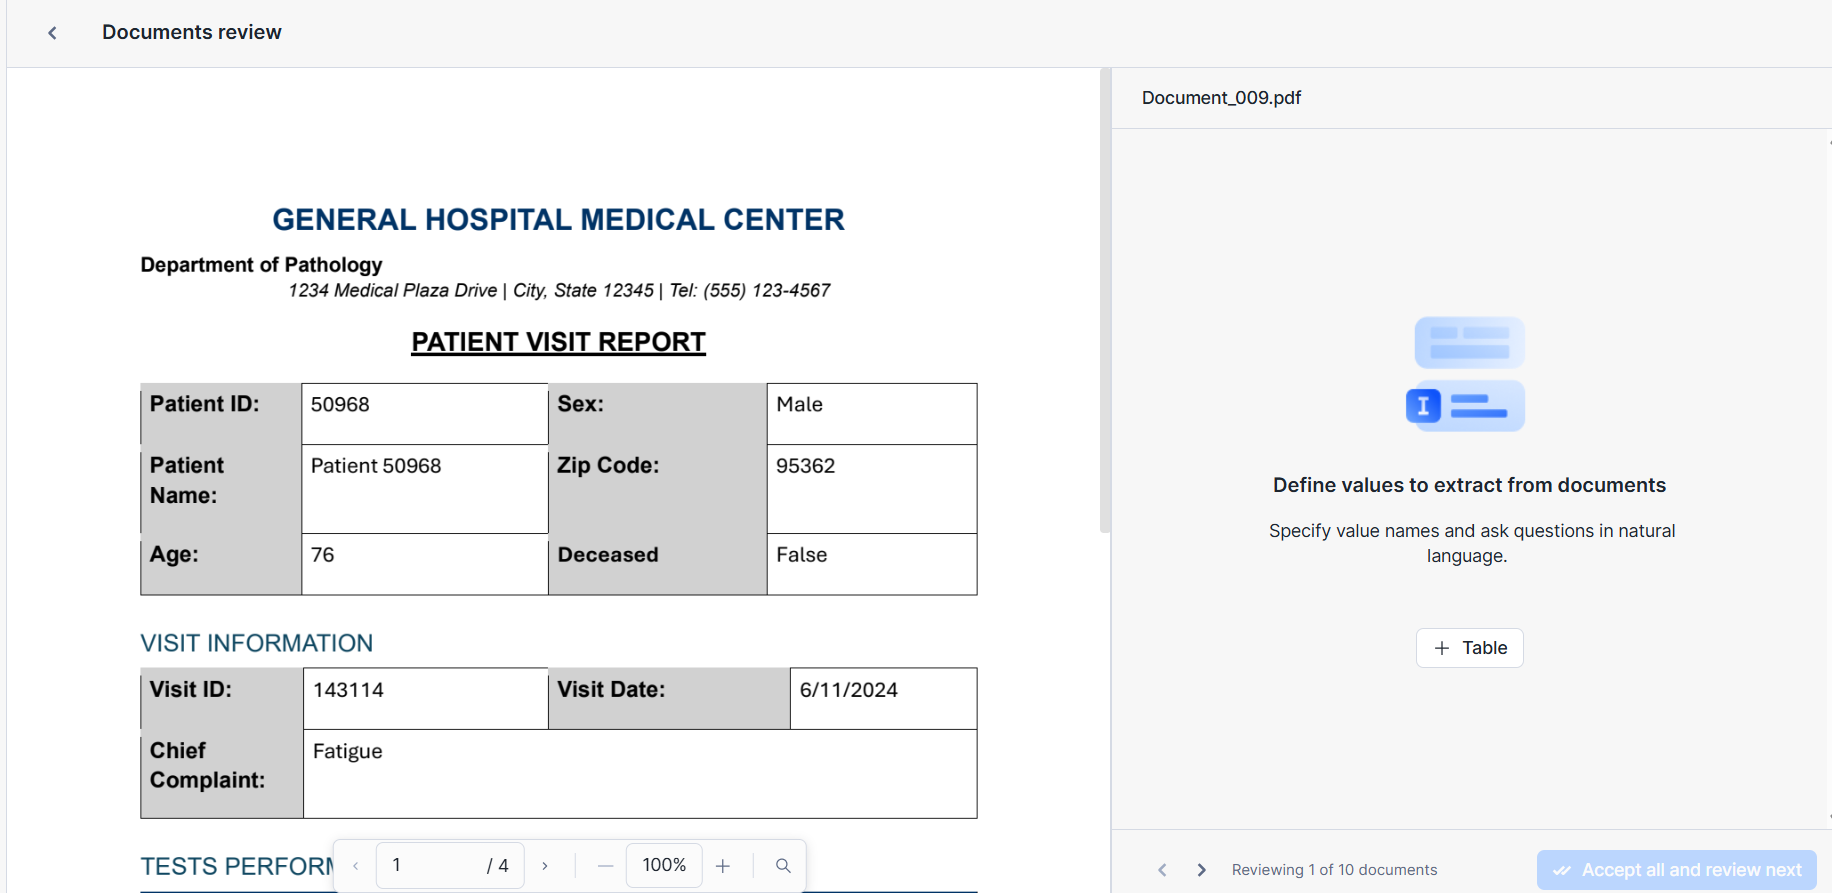 Documents review
GENERAL HOSPITAL MEDICAL CENTER
Department of Pathology
1234 Medical Plaza Drive | City, State 12345 | Tel: (555) 123-4567
PATIENT VISIT REPORT
Patient ID: 50968 Sex: Male
Patient Name: Patient 50968 Zip Code: 95362
Age: 76 Deceased False
VISIT INFORMATION
Visit ID: 143114 Visit Date: 6/11/2024
Chief Complaint: Fatigue
1 / 4 100%
Document_009.pdf
Define values to extract from documents
Specify value names and ask questions in natural
language.
Table
Reviewing 1 of 10 documents
Accept all and review next